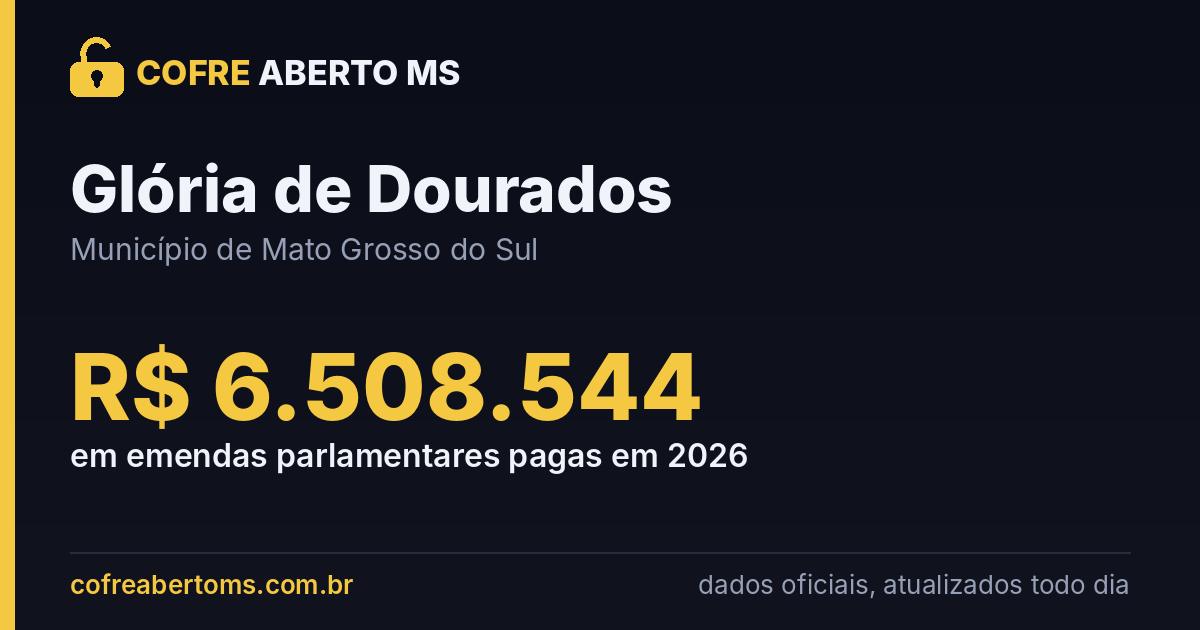 COFRE ABERTO MS
Glória de Dourados
Município de Mato Grosso do Sul
R$ 6.508.544
em emendas parlamentares pagas em 2026
cofreabertoms.com.br
dados oficiais, atualizados todo dia